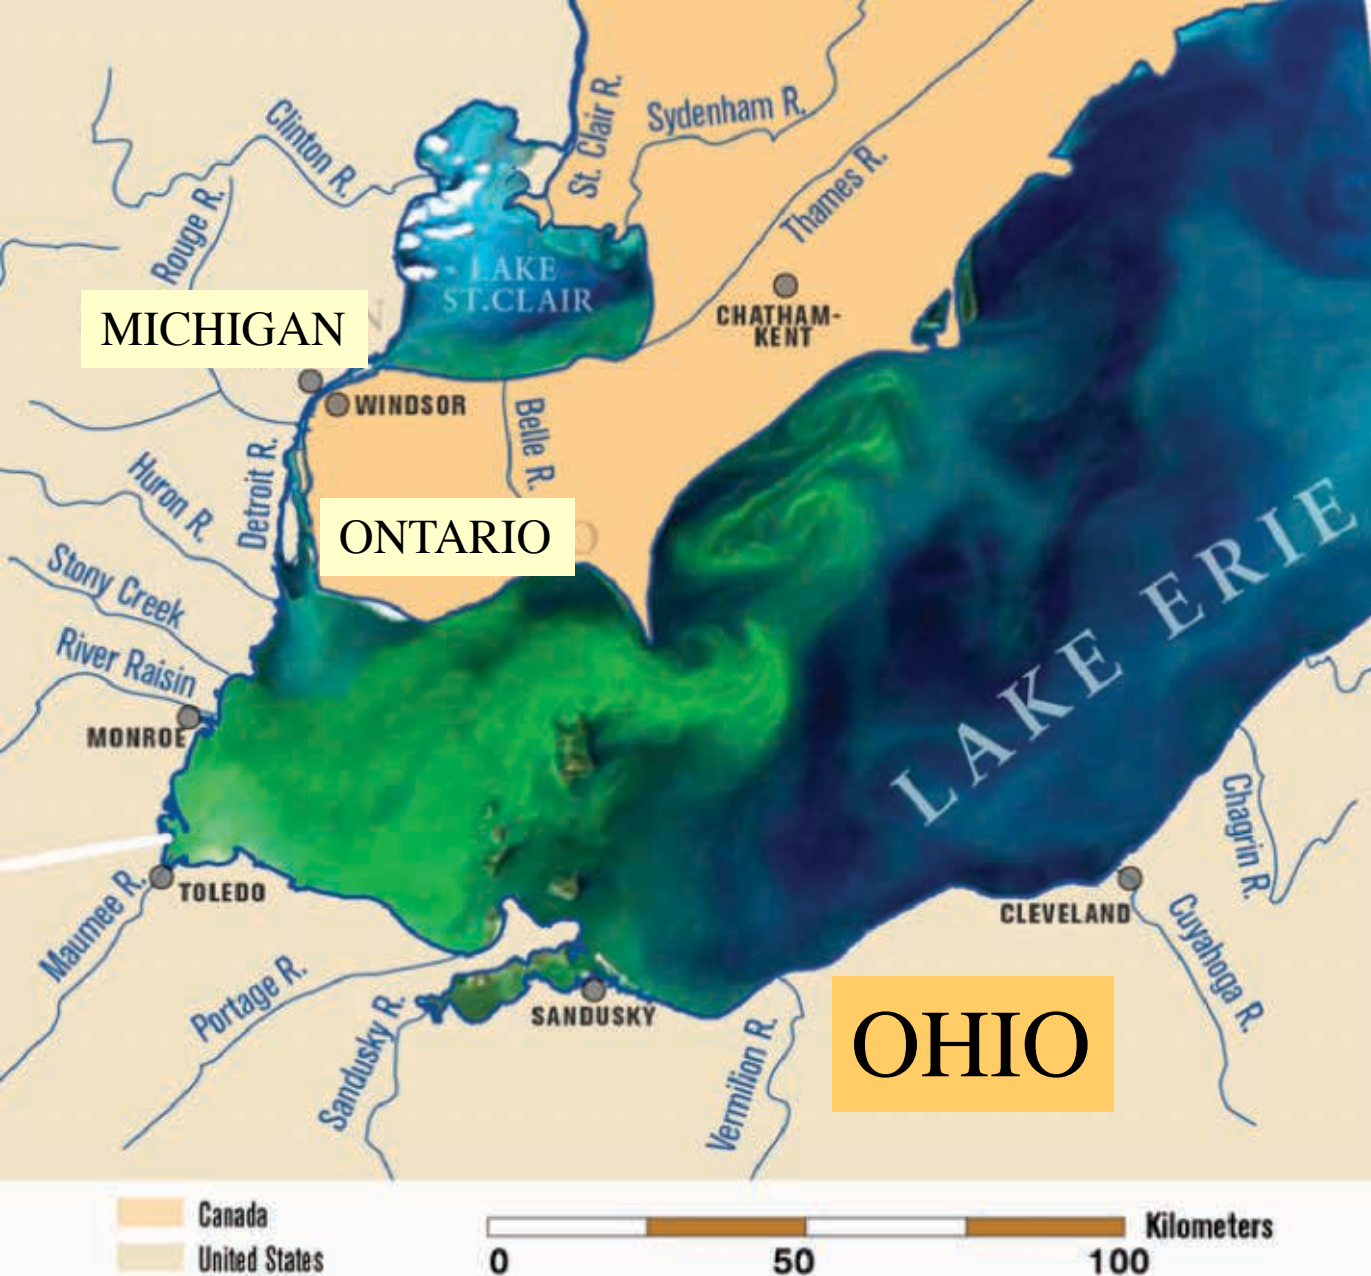 Clinton R.
St. Clair R.
Sydenham R.
Thames R.
Rouge R.
LAKE
ST.CLAIR
MICHIGAN
N
CHATHAM-
KENT
WINDSOR
Belle R.
Detroit R.
Huron R.
ONTARIO
O
LAKE ERIE
Stony Creek
River Raisin
MONROE
TOLEDO
Maumee R.
Portage R.
Sandusky R.
SANDUSKY
Vermilion R.
CLEVELAND
Chagrin R.
Cuyahoga R.
OHIO
Canada
United States
0 50 100
Kilometers